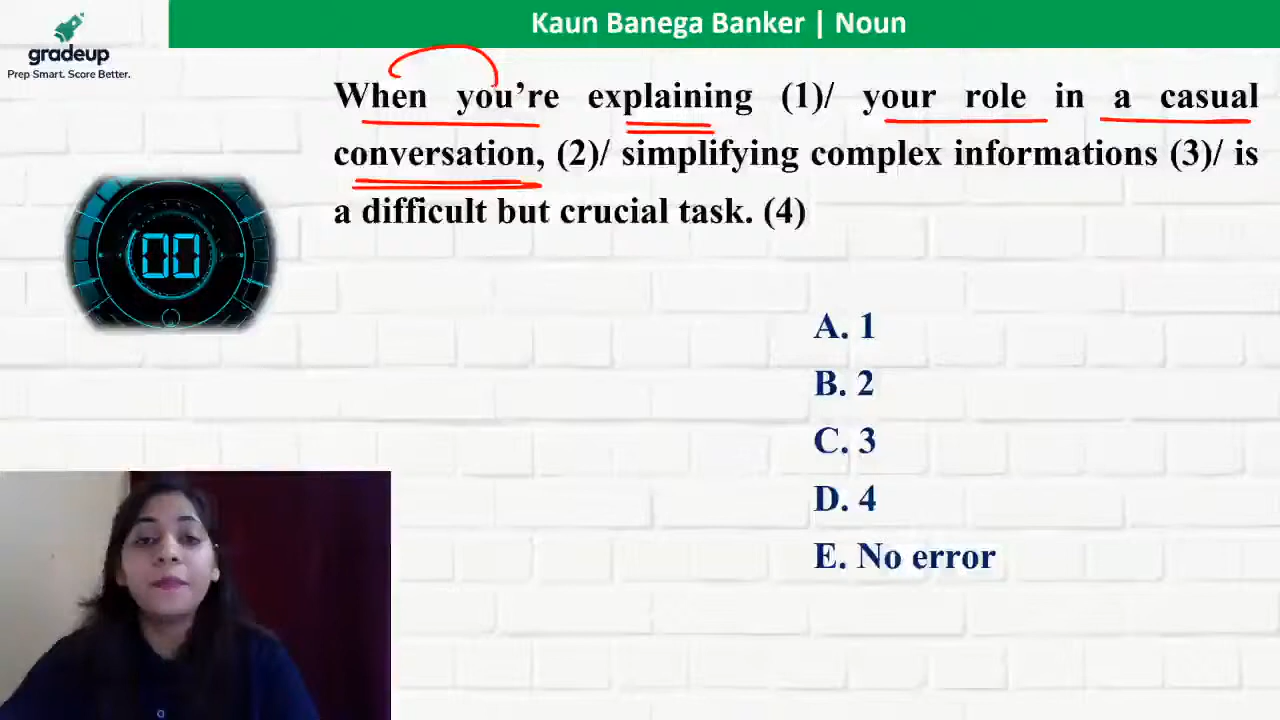 gradeup
Prep Smart. Score Better.
Kaun Banega Banker | Noun
When you're explaining (1)/ your role in a casual
conversation, (2)/ simplifying complex informations (3)/ is
a difficult but crucial task. (4)
00
A. 1
B. 2
C. 3
D. 4
E. No error